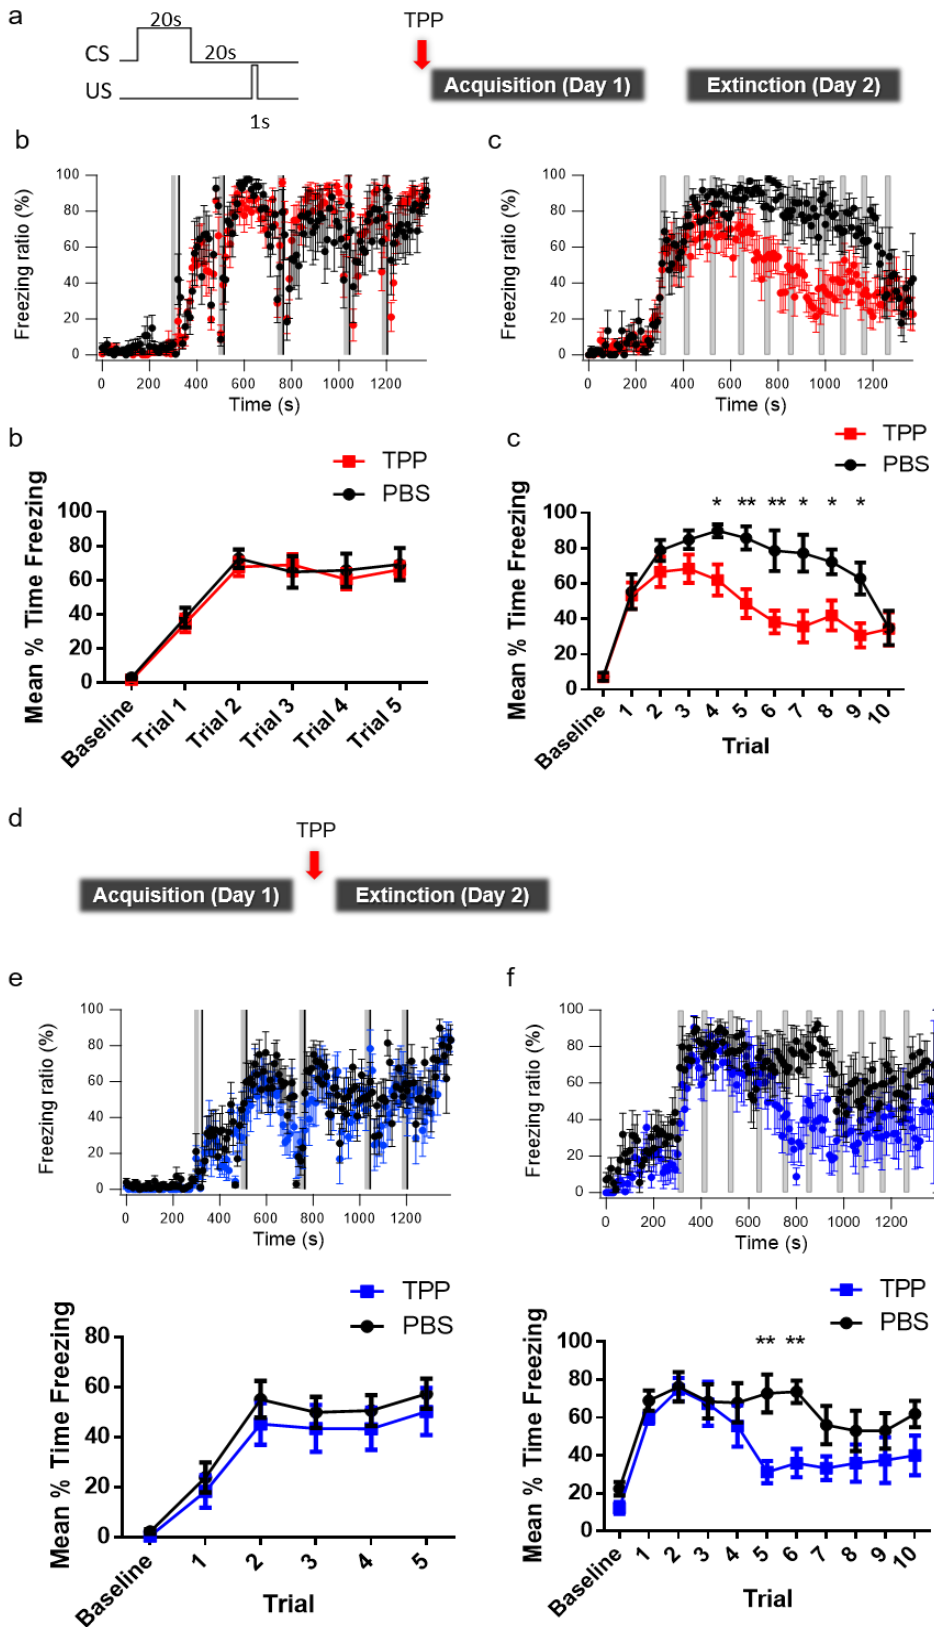 a
20s
TPP
CS
20s
US
Acquisition (Day 1)
Extinction (Day 2)
1s
b
c
Freezing ratio (%)
100
80
60
40
20
0
0
200
400
600
800
1000
1200
Time (s)
Freezing ratio (%)
100
80
60
40
20
0
0
200
400
600
800
1000
1200
Time (s)
b
TPP
PBS
Mean % Time Freezing
100
80
60
40
20
0
Baseline
Trial 1
Trial 2
Trial 3
Trial 4
Trial 5
c
TPP
PBS
* ** ** * * *
Mean % Time Freezing
100
80
60
40
20
0
Baseline
1
2
3
4
5
6
7
8
9
10
Trial
d
TPP
Acquisition (Day 1)
Extinction (Day 2)
e
f
Freezing ratio (%)
100
80
60
40
20
0
0
200
400
600
800
1000
1200
Time (s)
Freezing ratio (%)
100
80
60
40
20
0
0
200
400
600
800
1000
1200
Time (s)
TPP
PBS
Mean % Time Freezing
80
60
40
20
0
Baseline
1
2
3
4
5
Trial
TPP
PBS
** **
Mean % Time Freezing
100
80
60
40
20
0
Baseline
1
2
3
4
5
6
7
8
9
10
Trial